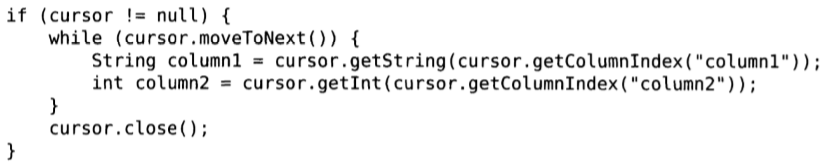 if (cursor != null) {
    while (cursor.moveToNext()) {
        String column1 = cursor.getString(cursor.getColumnIndex("column1"));
        int column2 = cursor.getInt(cursor.getColumnIndex("column2"));
    }
    cursor.close();
}